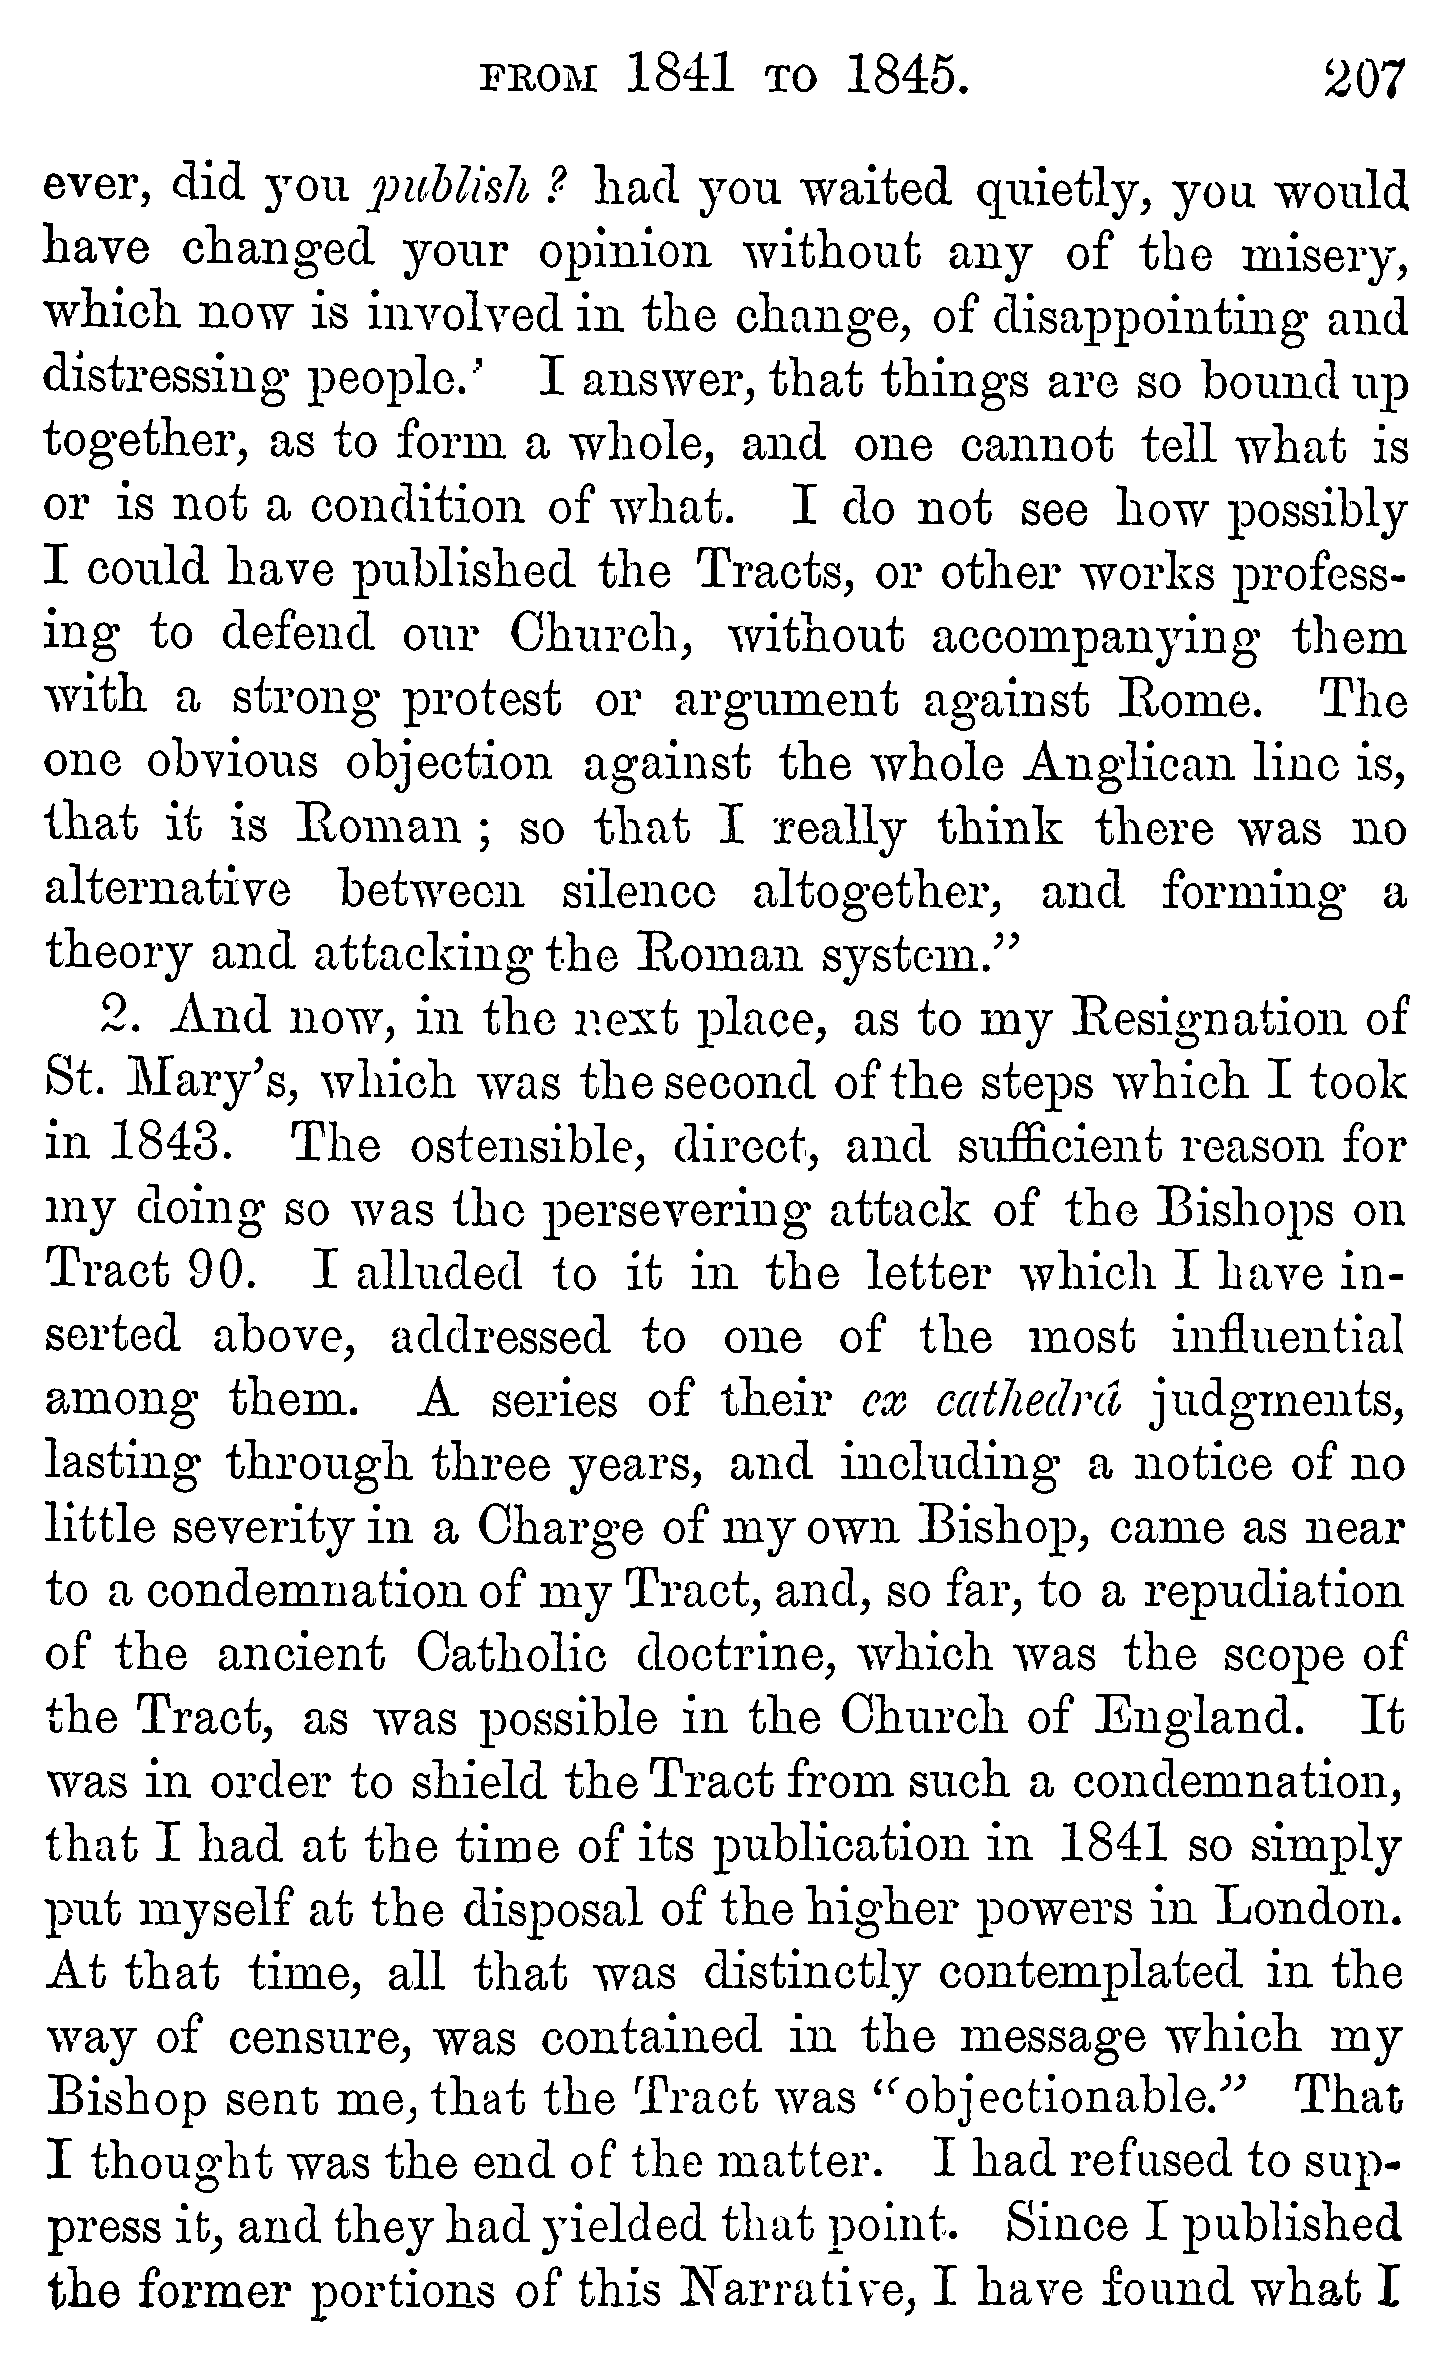 FROM 1841 TO 1845. 207
ever, did you publish ? had you waited quietly, you would
have changed your opinion without any of the misery,
which now is involved in the change, of disappointing and
distressing people.' I answer, that things are so bound up
together, as to form a whole, and one cannot tell what is
or is not a condition of what. I do not see how possibly
I could have published the Tracts, or other works profess-
ing to defend our Church, without accompanying them
with a strong protest or argument against Rome. The
one obvious objection against the whole Anglican line is,
that it is Roman ; so that I really think there was no
alternative between silence altogether, and forming a
theory and attacking the Roman system.”
2. And now, in the next place, as to my Resignation of
St. Mary’s, which was the second of the steps which I took
in 1843. The ostensible, direct, and sufficient reason for
my doing so was the persevering attack of the Bishops on
Tract 90. I alluded to it in the letter which I have in-
serted above, addressed to one of the most influential
among them. A series of their ex cathedrâ judgments,
lasting through three years, and including a notice of no
little severity in a Charge of my own Bishop, came as near
to a condemnation of my Tract, and, so far, to a repudiation
of the ancient Catholic doctrine, which was the scope of
the Tract, as was possible in the Church of England. It
was in order to shield the Tract from such a condemnation,
that I had at the time of its publication in 1841 so simply
put myself at the disposal of the higher powers in London.
At that time, all that was distinctly contemplated in the
way of censure, was contained in the message which my
Bishop sent me, that the Tract was “objectionable.” That
I thought was the end of the matter. I had refused to sup-
press it, and they had yielded that point. Since I published
the former portions of this Narrative, I have found what I